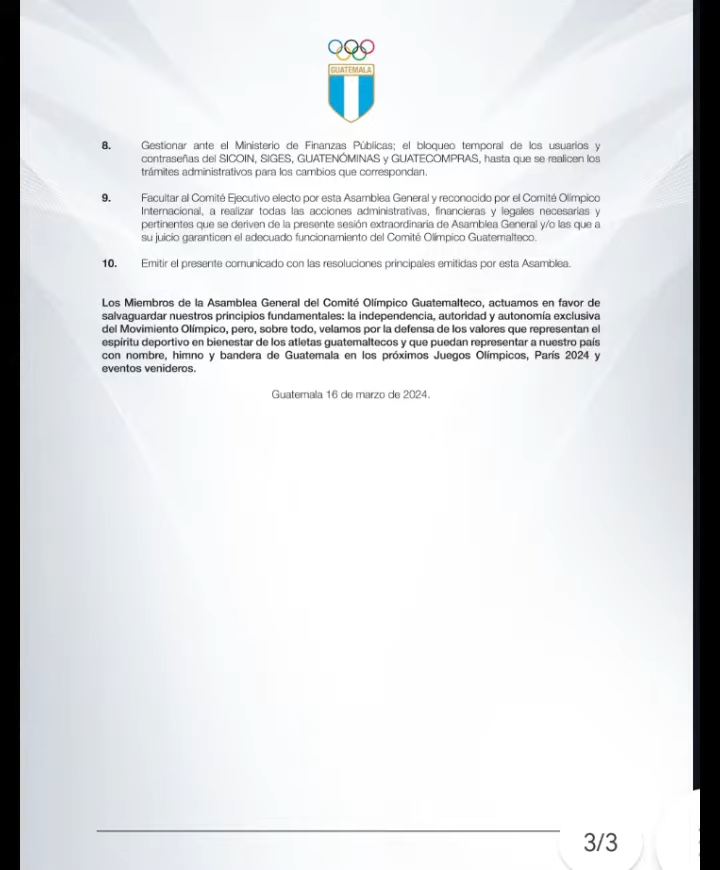 GUATEMALA
8. Gestionar ante el Ministerio de Finanzas Públicas; el bloqueo temporal de los usuarios y
contraseñas del SICOIN, SIGES, GUATENÓMINAS y GUATECOMPRAS, hasta que se realicen los
trámites administrativos para los cambios que correspondan.
9. Facultar al Comité Ejecutivo electo por esta Asamblea General y reconocido por el Comité Olímpico
Internacional, a realizar todas las acciones administrativas, financieras y legales necesarias y
pertinentes que se deriven de la presente sesión extraordinaria de Asamblea General y/o las que a
su juicio garanticen el adecuado funcionamiento del Comité Olímpico Guatemalteco.
10. Emitir el presente comunicado con las resoluciones principales emitidas por esta Asamblea.
Los Miembros de la Asamblea General del Comité Olímpico Guatemalteco, actuamos en favor de
salvaguardar nuestros principios fundamentales: la independencia, autoridad y autonomía exclusiva
del Movimiento Olímpico, pero, sobre todo, velamos por la defensa de los valores que representan el
espíritu deportivo en bienestar de los atletas guatemaltecos y que puedan representar a nuestro país
con nombre, himno y bandera de Guatemala en los próximos Juegos Olímpicos, París 2024 y
eventos venideros.
Guatemala 16 de marzo de 2024.
3/3